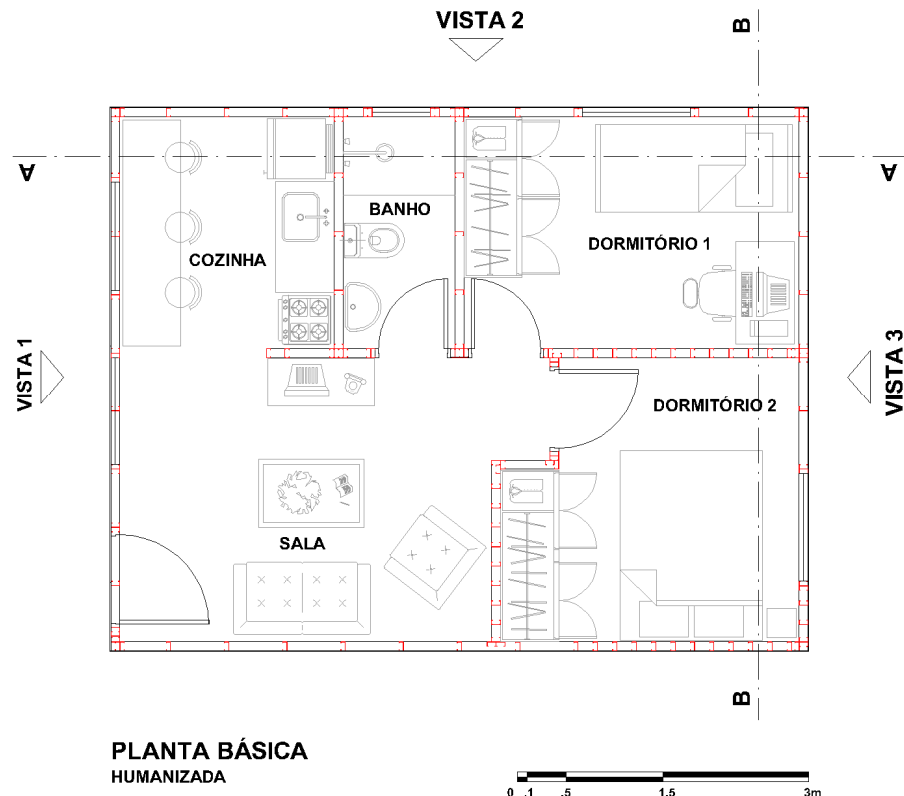 VISTA 2
B
A
A
BANHO
DORMITÓRIO 1
COZINHA
VISTA 1
VISTA 3
DORMITÓRIO 2
SALA
B
PLANTA BÁSICA
HUMANIZADA
0 .1 .5 1.5 3m